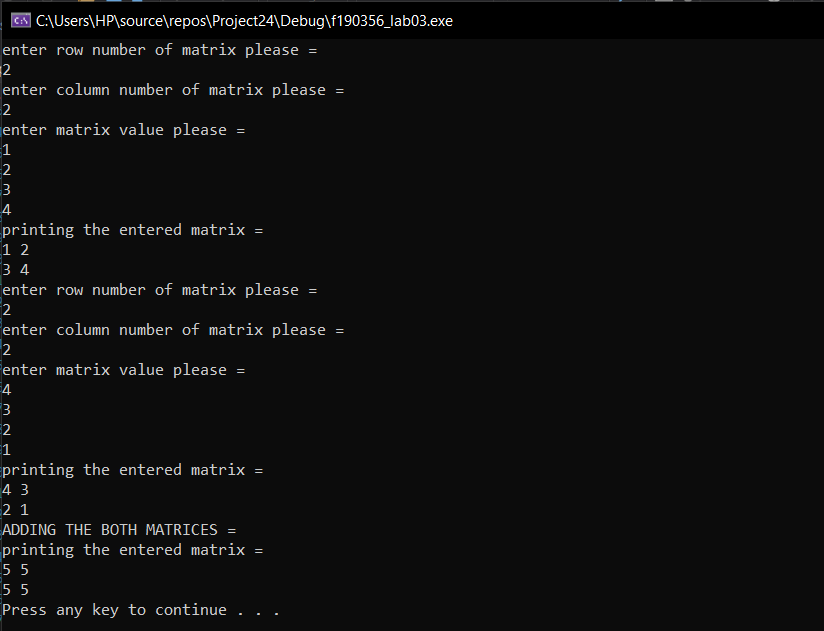 C:\Users\HP\source\repos\Project24\Debug\f190356_lab03.exe
enter row number of matrix please =
2
enter column number of matrix please =
2
enter matrix value please =
1
2
3
4
printing the entered matrix =
1 2
3 4
enter row number of matrix please =
2
enter column number of matrix please =
2
enter matrix value please =
4
3
2
1
printing the entered matrix =
4 3
2 1
ADDING THE BOTH MATRICES =
printing the entered matrix =
5 5
5 5
Press any key to continue . . .